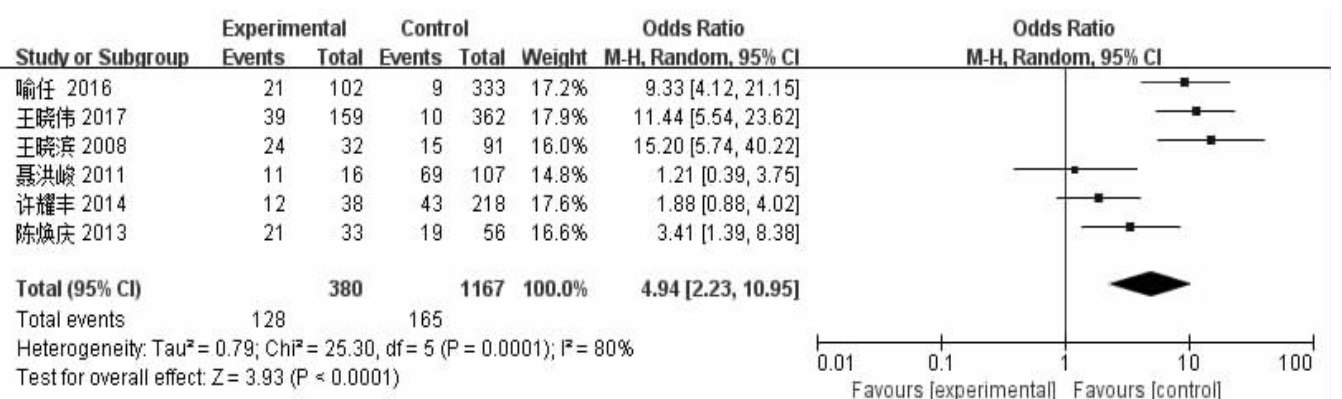 Experimental Control Odds Ratio Odds Ratio
Study or Subgroup Events Total Events Total Weight M-H, Random, 95% CI M-H, Random, 95% CI
喻任 2016 21 102 9 333 17.2% 9.33 [4.12, 21.15]
王晓伟 2017 39 159 10 362 17.9% 11.44 [5.54, 23.62]
王晓滨 2008 24 32 15 91 16.0% 15.20 [5.74, 40.22]
聂洪峻 2011 11 16 69 107 14.8% 1.21 [0.39, 3.75]
许耀丰 2014 12 38 43 218 17.6% 1.88 [0.88, 4.02]
陈焕庆 2013 21 33 19 56 16.6% 3.41 [1.39, 8.38]
Total (95% CI) 380 1167 100.0% 4.94 [2.23, 10.95]
Total events 128 165
Heterogeneity: Tau² = 0.79; Chi² = 25.30, df = 5 (P = 0.0001); I² = 80%
Test for overall effect: Z = 3.93 (P < 0.0001)
0.01 0.1 1 10 100
Favours [experimental] Favours [control]